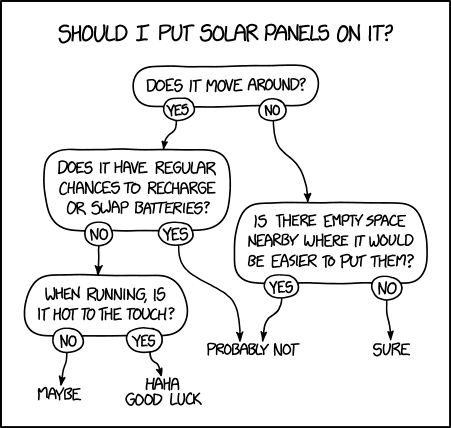 SHOULD I PUT SOLAR PANELS ON IT?
DOES IT MOVE AROUND?
YES
NO
DOES IT HAVE REGULAR
CHANCES TO RECHARGE
OR SWAP BATTERIES?
NO
YES
IS THERE EMPTY SPACE
NEARBY WHERE IT WOULD
BE EASIER TO PUT THEM?
YES
NO
WHEN RUNNING, IS
IT HOT TO THE TOUCH?
NO
YES
PROBABLY NOT
SURE
MAYBE
HAHA
GOOD LUCK